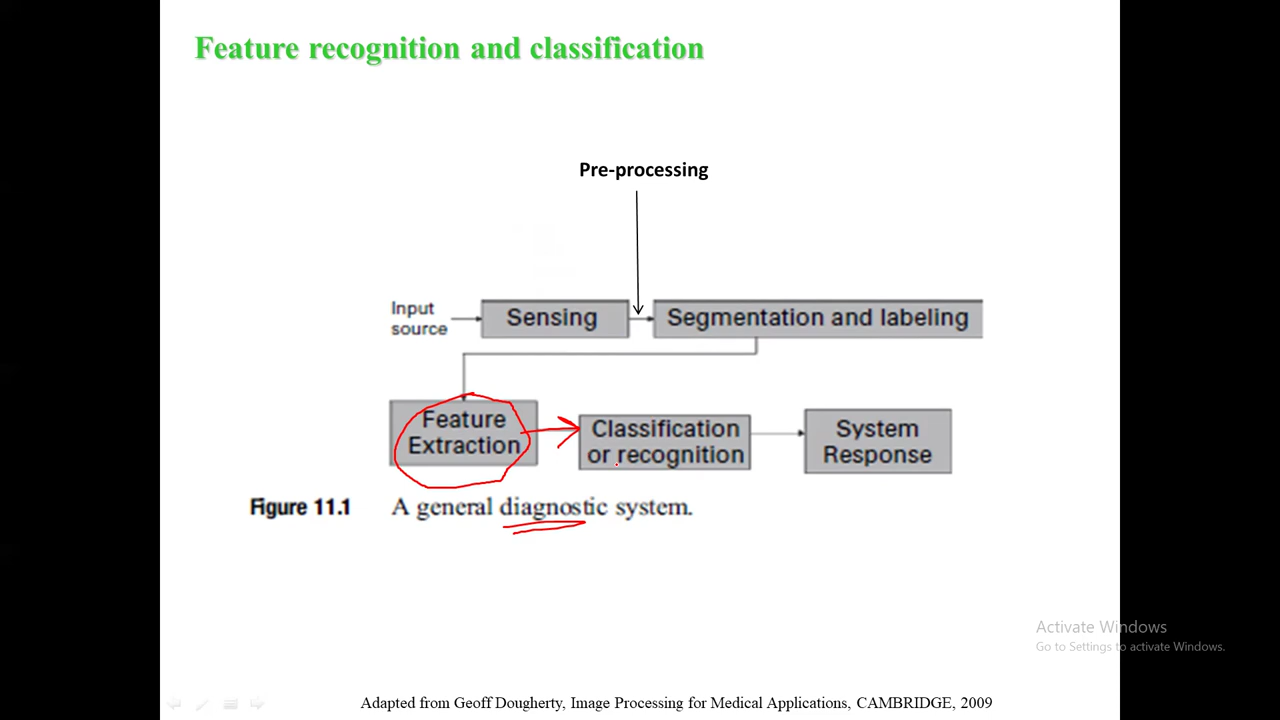 Feature recognition and classification
Pre-processing
Input
source
Sensing
Segmentation and labeling
Feature
Extraction
Classification
or recognition
System
Response
Figure 11.1 A general diagnostic system.
Activate Windows
Go to Settings to activate Windows.
Adapted from Geoff Dougherty, Image Processing for Medical Applications, CAMBRIDGE, 2009